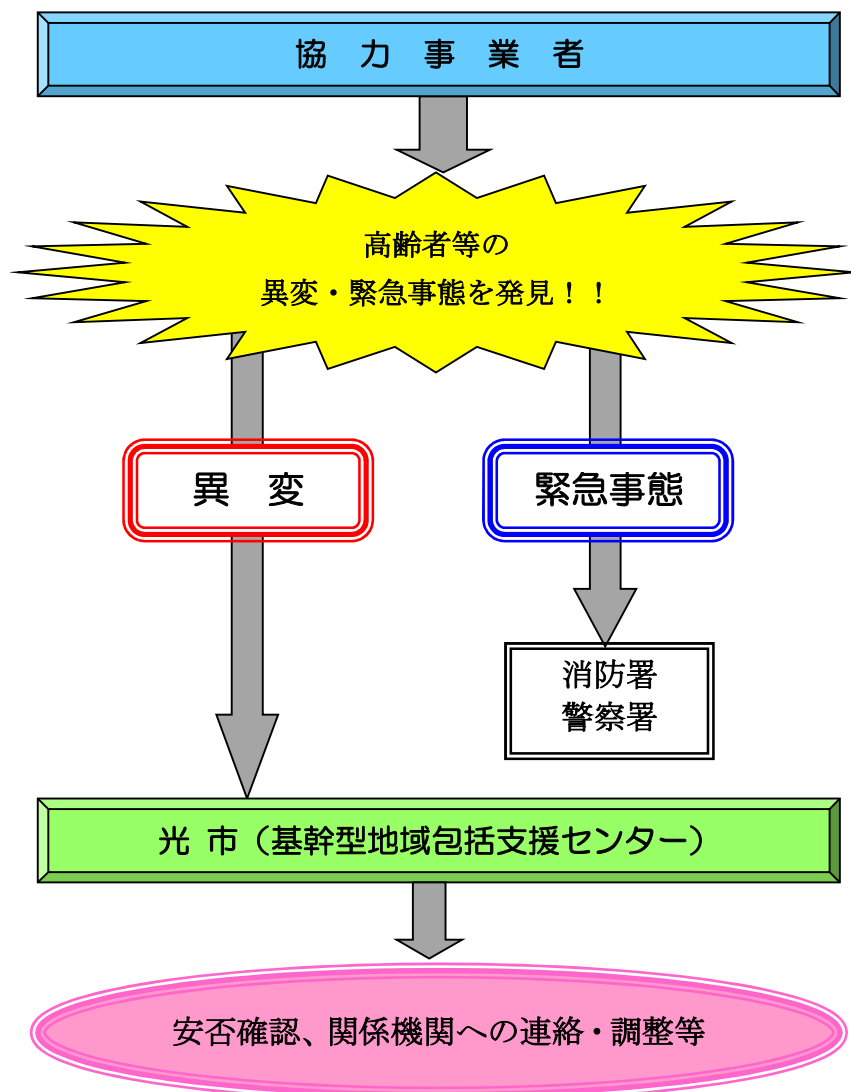 協 力 事 業 者
高齢者等の
異変・緊急事態を発見！！
異 変
緊急事態
消防署
警察署
光 市（基幹型地域包括支援センター）
安否確認、関係機関への連絡・調整等